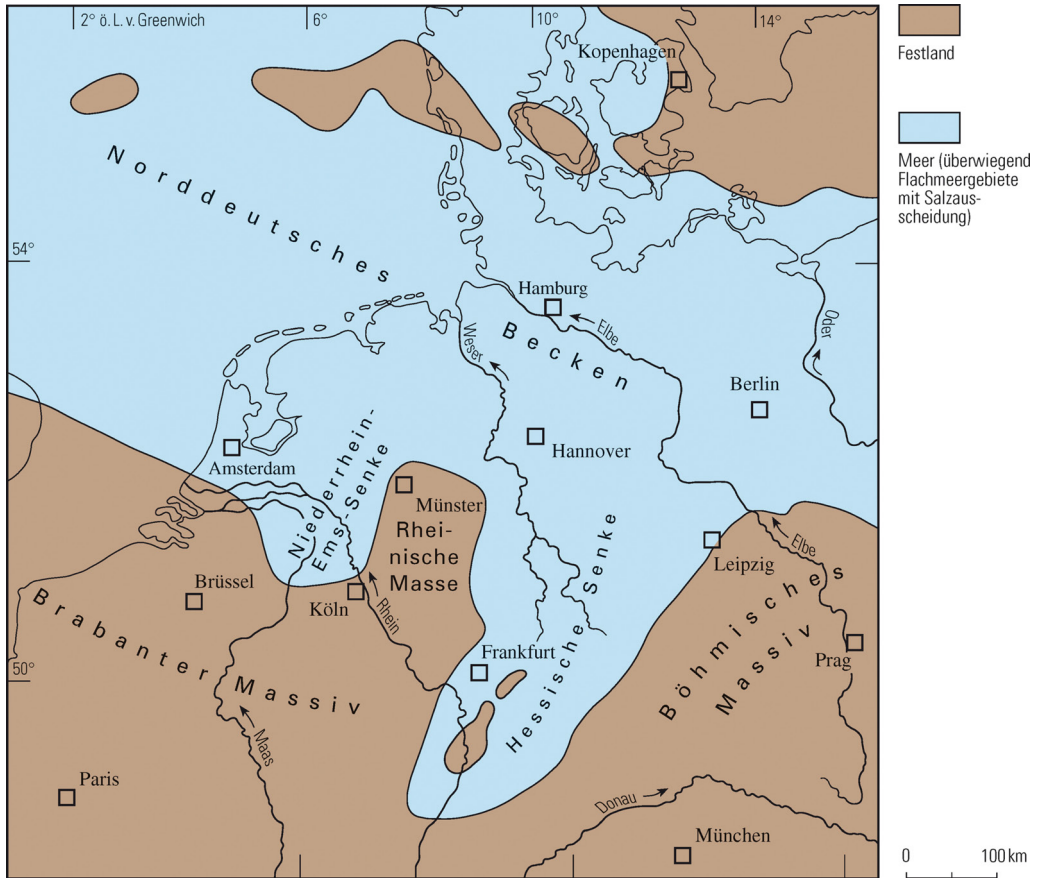 2° ö. L. v. Greenwich
6°
10°
14°
Kopenhagen
Festland
Meer (überwiegend
Flachmeergebiete
mit Salzaus-
scheidung)
Norddeutsches
54°
Hamburg
Elbe
Oder
Weser
Becken
Berlin
Hannover
Amsterdam
Niederrhein-
Ems-Senke
Münster
Rhei-
nische
Masse
Elbe
Leipzig
Brüssel
Köln
Rhein
Hessische Senke
Böhmisches
Massiv
Prag
Brabanter Massiv
Frankfurt
50°
Maas
Paris
Donau
München
0 100 km